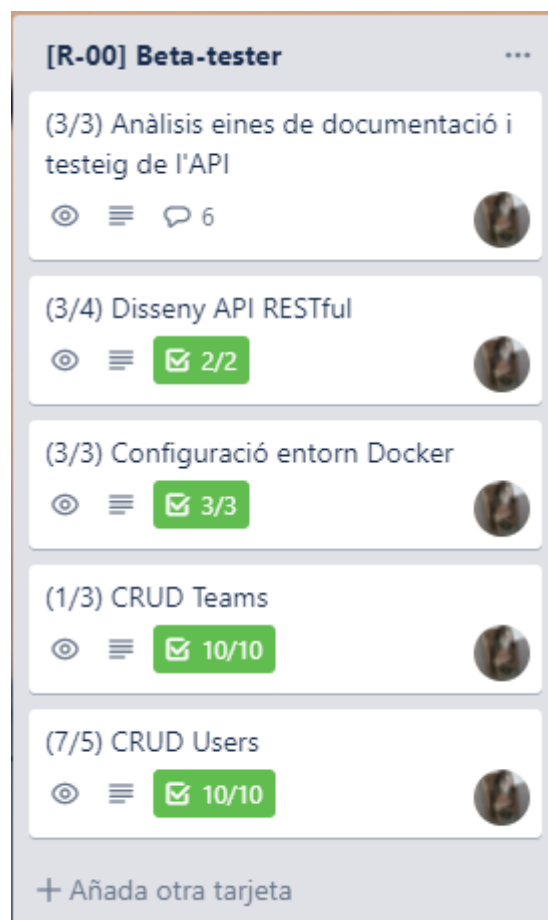 [R-00] Beta-tester
(3/3) Anàlisis eines de documentació i
testeig de l'API
6
(3/4) Disseny API RESTful
2/2
(3/3) Configuració entorn Docker
3/3
(1/3) CRUD Teams
10/10
(7/5) CRUD Users
10/10
+ Añada otra tarjeta